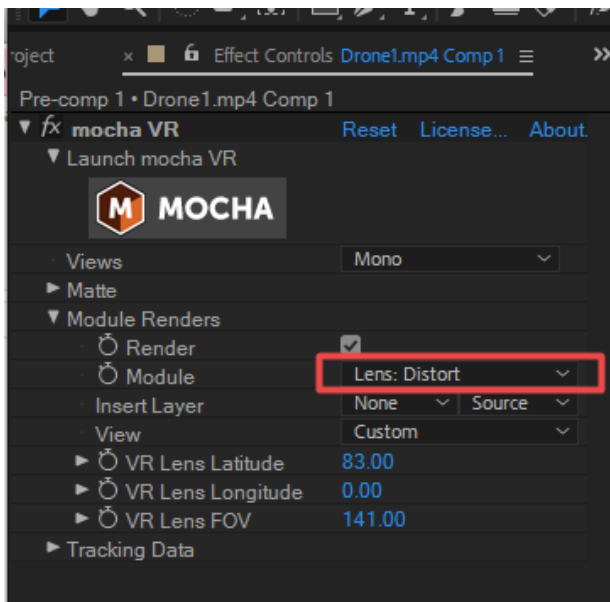 roject × Effect Controls Drone1.mp4 Comp 1 ≡ »
Pre-comp 1 • Drone1.mp4 Comp 1
fx mocha VR Reset License... About.
Launch mocha VR
M MOCHA
Views Mono
Matte
Module Renders
Render
Module Lens: Distort
Insert Layer None Source
View Custom
VR Lens Latitude 83.00
VR Lens Longitude 0.00
VR Lens FOV 141.00
Tracking Data